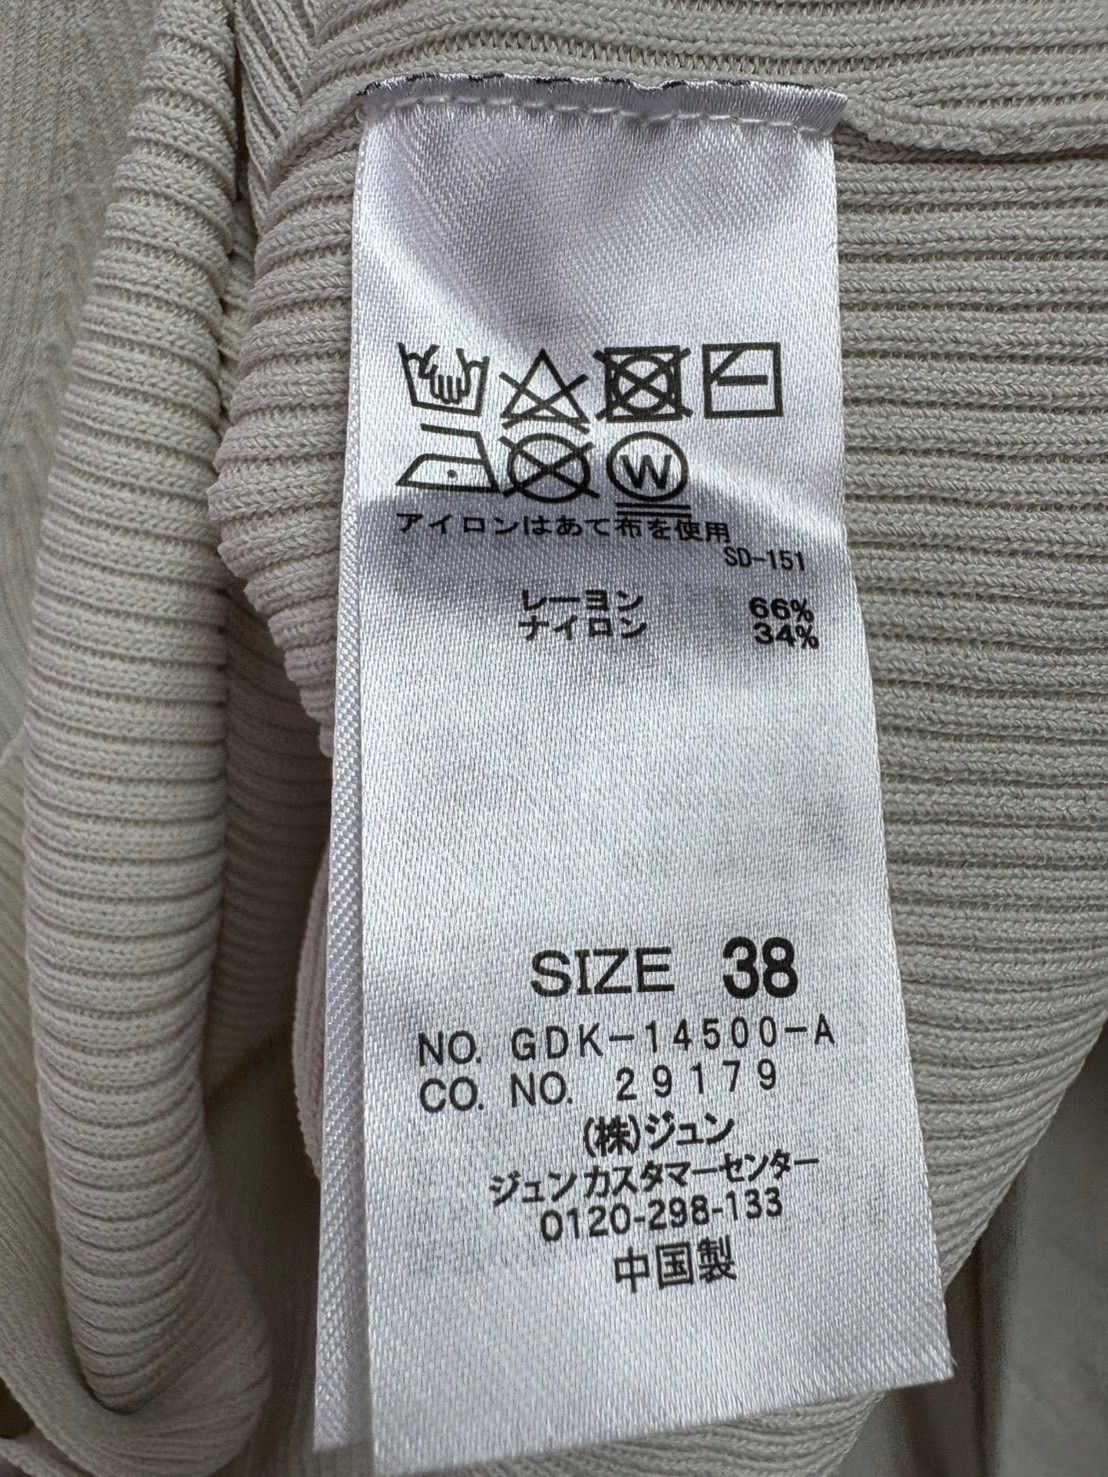 W
アイロンはあて布を使用
SD-151
レーヨン 66%
ナイロン 34%
SIZE 38
NO. GDK-14500-A
CO. NO. 29179
(株)ジュン
ジュンカスタマーセンター
0120-298-133
中国製